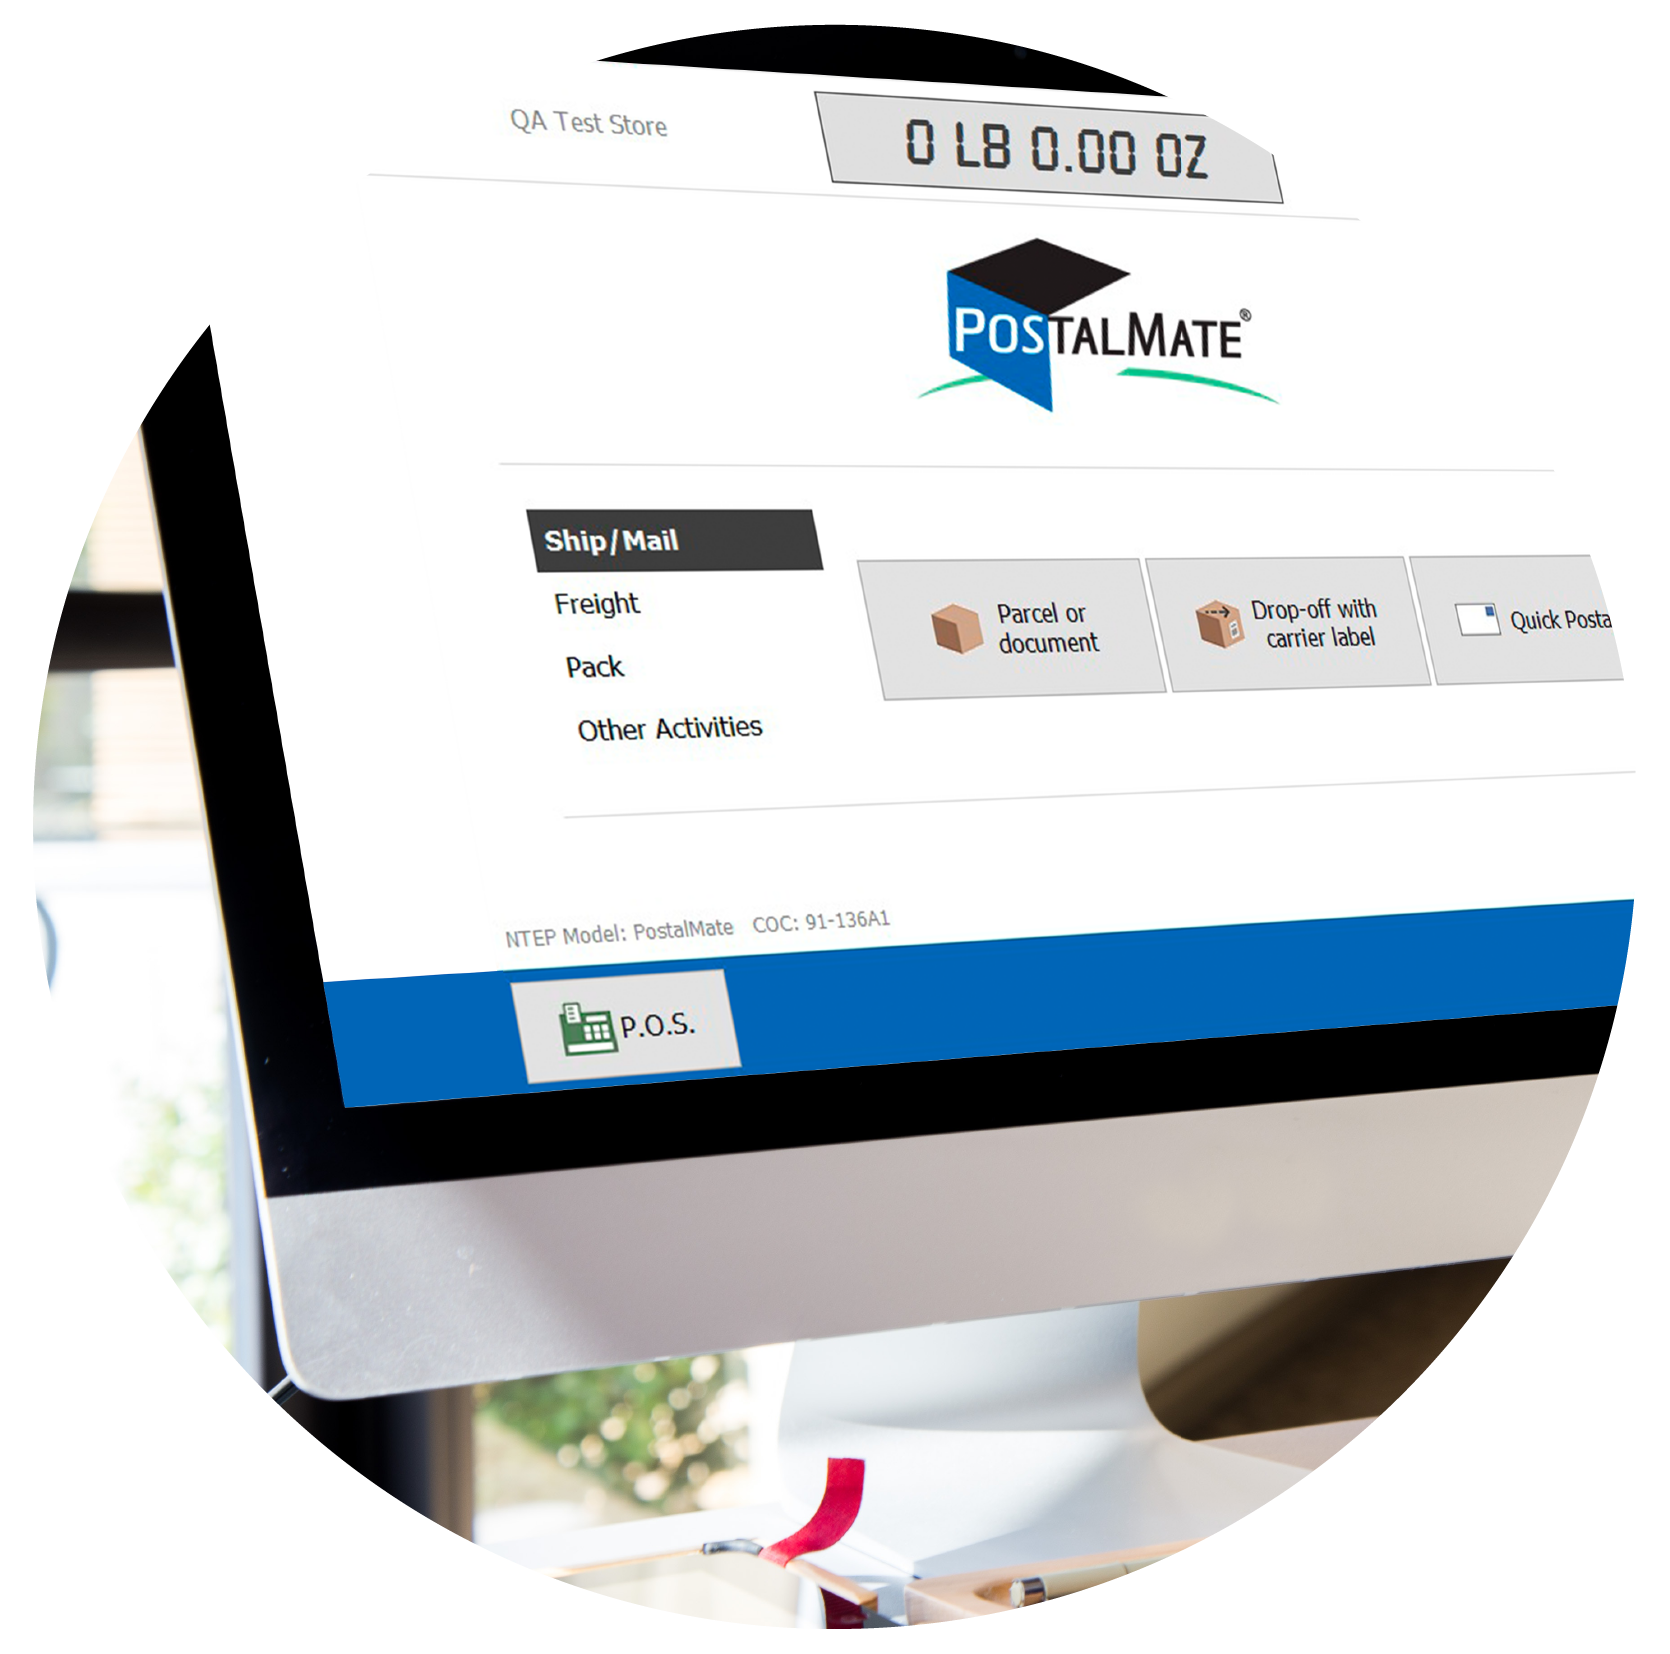 QA Test Store
0 LB 0.00 OZ
POSTALMATE®
Ship/Mail
Freight
Pack
Other Activities
Parcel or
document
Drop-off with
carrier label
Quick Posta
NTEP Model: PostalMate COC: 91-136A1
P.O.S.